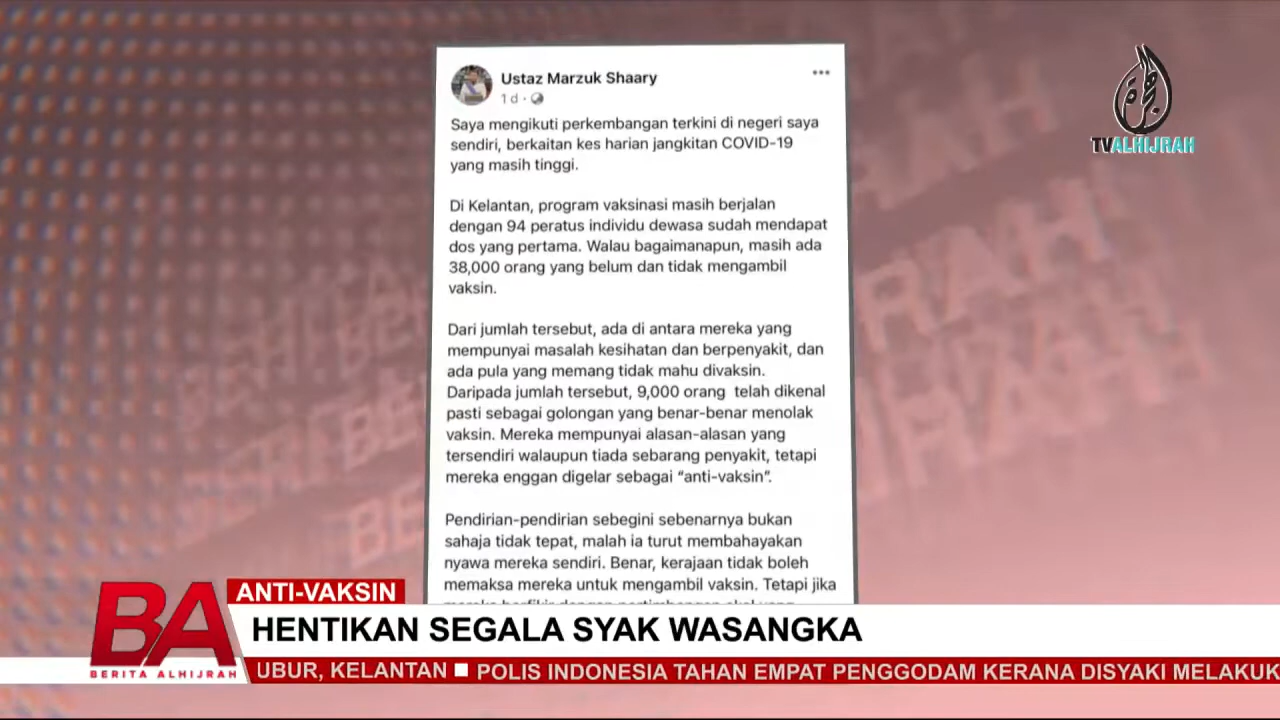 Ustaz Marzuk Shaary
1 d
Saya mengikuti perkembangan terkini di negeri saya
sendiri, berkaitan kes harian jangkitan COVID-19
yang masih tinggi.
Di Kelantan, program vaksinasi masih berjalan
dengan 94 peratus individu dewasa sudah mendapat
dos yang pertama. Walau bagaimanapun, masih ada
38,000 orang yang belum dan tidak mengambil
vaksin.
Dari jumlah tersebut, ada di antara mereka yang
mempunyai masalah kesihatan dan berpenyakit, dan
ada pula yang memang tidak mahu divaksin.
Daripada jumlah tersebut, 9,000 orang telah dikenal
pasti sebagai golongan yang benar-benar menolak
vaksin. Mereka mempunyai alasan-alasan yang
tersendiri walaupun tiada sebarang penyakit, tetapi
mereka enggan digelar sebagai “anti-vaksin”.
Pendirian-pendirian sebegini sebenarnya bukan
sahaja tidak tepat, malah ia turut membahayakan
nyawa mereka sendiri. Benar, kerajaan tidak boleh
memaksa mereka untuk mengambil vaksin. Tetapi jika
TVALHIJRAH
BA
BERITA ALHIJRAH
ANTI-VAKSIN
HENTIKAN SEGALA SYAK WASANGKA
UBUR, KELANTAN ■ POLIS INDONESIA TAHAN EMPAT PENGGODAM KERANA DISYAKI MELAKUK